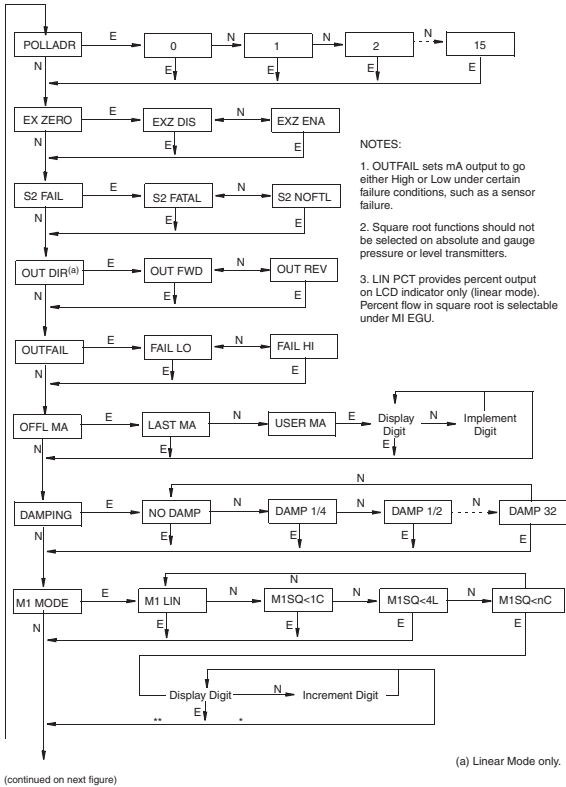 E N N N
POLLADR 0 1 2 15
N E E E E
E N
EX ZERO EXZ DIS EXZ ENA
N E E
NOTES:
1. OUTFAIL sets mA output to go
either High or Low under certain
failure conditions, such as a sensor
failure.
2. Square root functions should not
be selected on absolute and gauge
pressure or level transmitters.
3. LIN PCT provides percent output
on LCD indicator only (linear mode).
Percent flow in square root is selectable
under MI EGU.
E N
S2 FAIL S2 FATAL S2 NOFTL
N E E
E N
OUT DIR(a) OUT FWD OUT REV
N E E
E N
OUTFAIL FAIL LO FAIL HI
N E E
E N E N
OFFL MA LAST MA USER MA Display Implement
Digit Digit
N E E
N
E N N N
DAMPING NO DAMP DAMP 1/4 DAMP 1/2 DAMP 32
N E E E E
N
E N N N
M1 MODE M1 LIN M1SQ<1C M1SQ<4L M1SQ<nC
N E E E E
Display Digit N Increment Digit
E
** *
(a) Linear Mode only.
(continued on next figure)